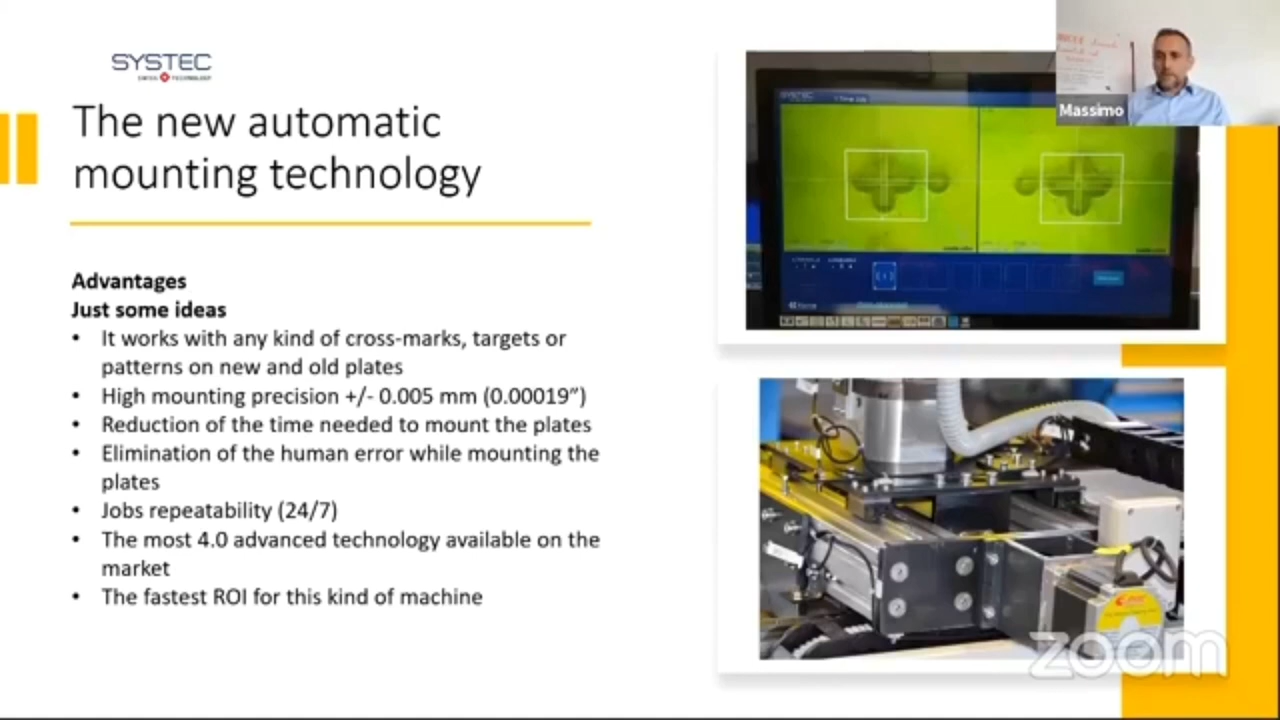 SYSTEC
SWISS TECHNOLOGY
The new automatic
mounting technology
Advantages
Just some ideas
• It works with any kind of cross-marks, targets or
patterns on new and old plates
• High mounting precision +/- 0.005 mm (0.00019″)
• Reduction of the time needed to mount the plates
• Elimination of the human error while mounting the
plates
• Jobs repeatability (24/7)
• The most 4.0 advanced technology available on the
market
• The fastest ROI for this kind of machine
SYSTEC
Massimo
zoom